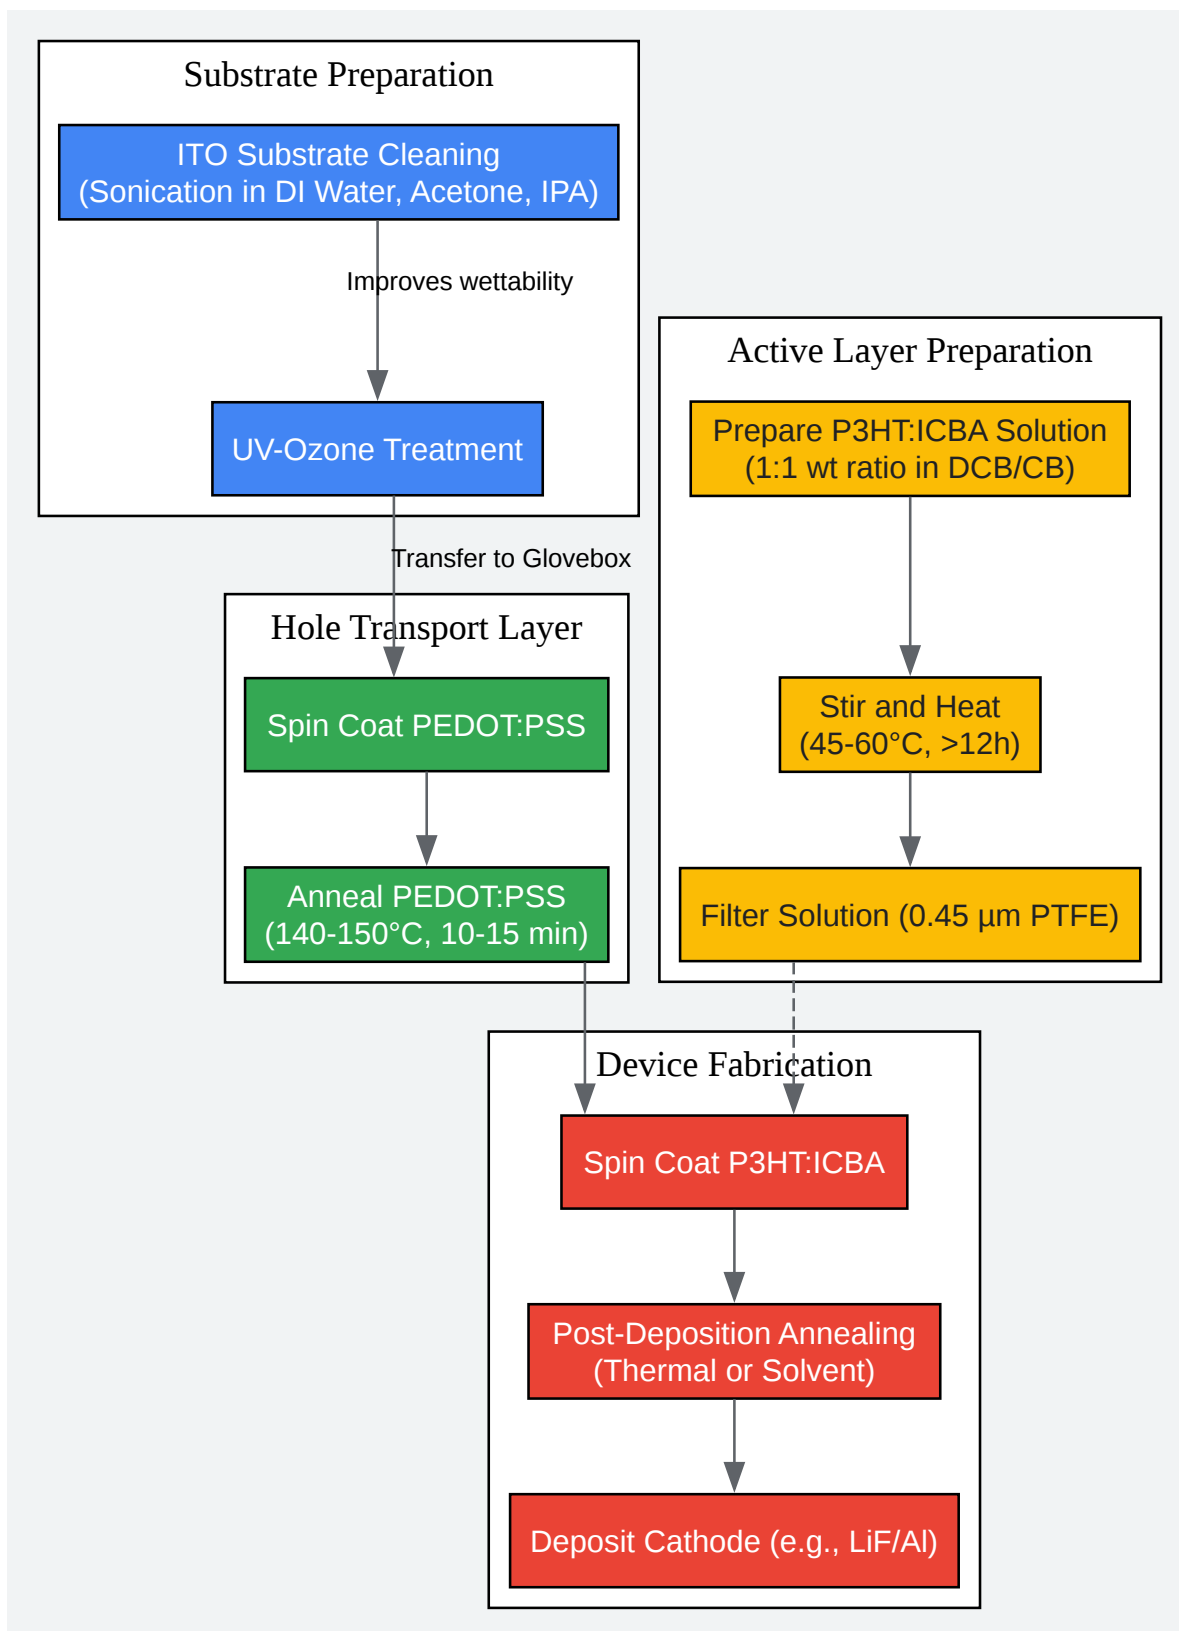 Substrate Preparation
ITO Substrate Cleaning
(Sonication in DI Water, Acetone, IPA)
Improves wettability
UV-Ozone Treatment
Transfer to Glovebox
Hole Transport Layer
Spin Coat PEDOT:PSS
Anneal PEDOT:PSS
(140-150°C, 10-15 min)
Active Layer Preparation
Prepare P3HT:ICBA Solution
(1:1 wt ratio in DCB/CB)
Stir and Heat
(45-60°C, >12h)
Filter Solution (0.45 µm PTFE)
Device Fabrication
Spin Coat P3HT:ICBA
Post-Deposition Annealing
(Thermal or Solvent)
Deposit Cathode (e.g., LiF/Al)